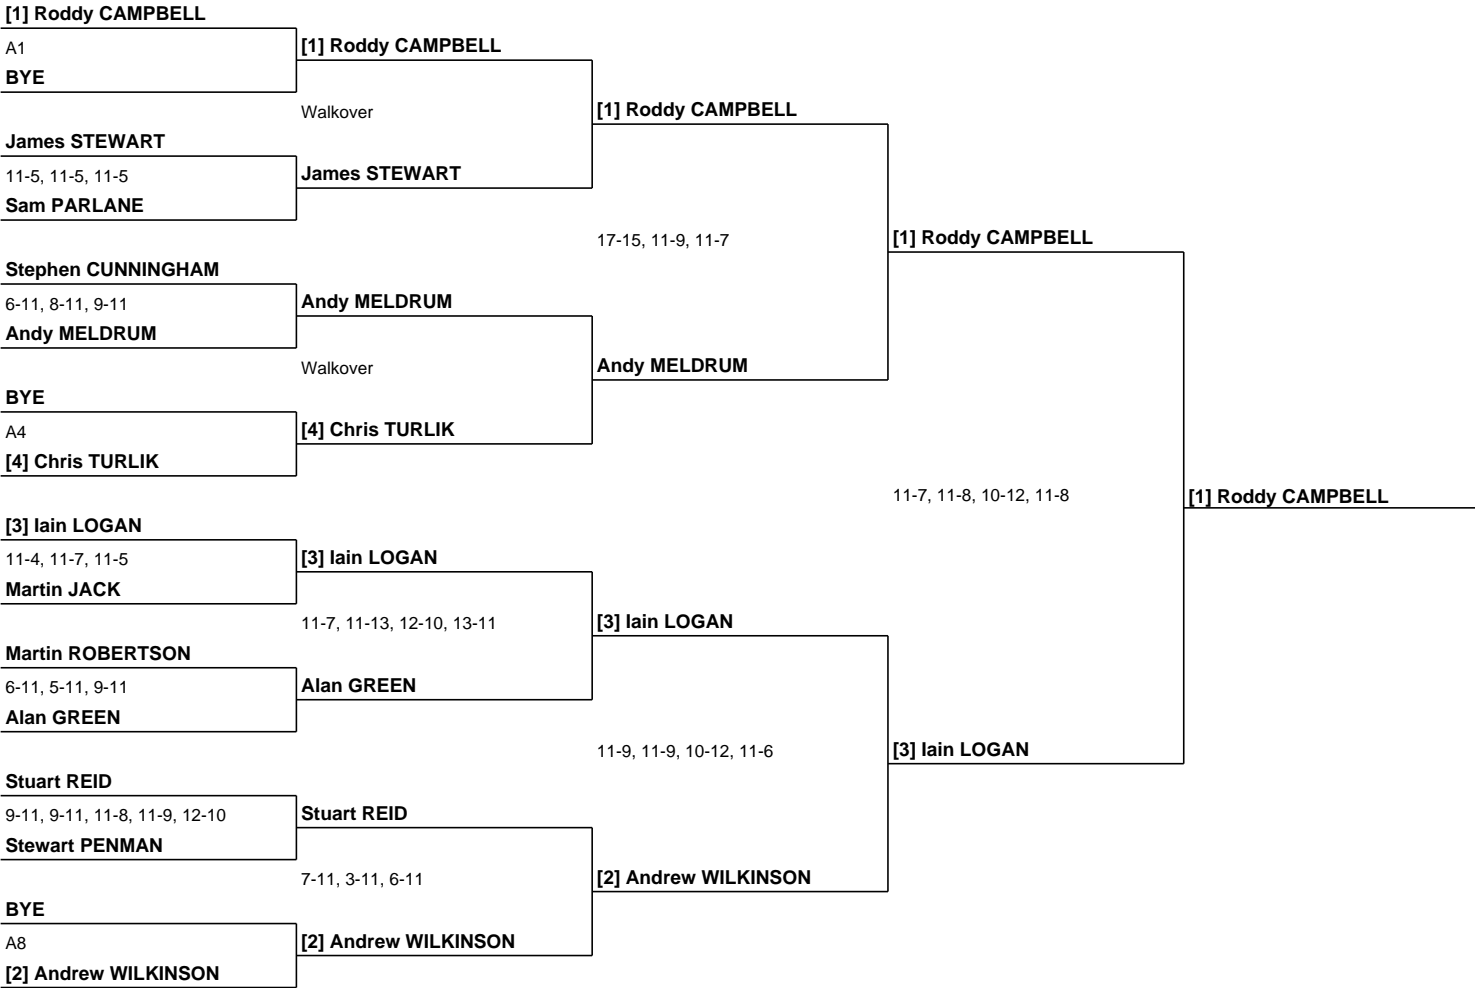 [1] Roddy CAMPBELL
A1
BYE
James STEWART
11-5, 11-5, 11-5
Sam PARLANE
Stephen CUNNINGHAM
6-11, 8-11, 9-11
Andy MELDRUM
BYE
A4
[4] Chris TURLIK
[3] Iain LOGAN
11-4, 11-7, 11-5
Martin JACK
Martin ROBERTSON
6-11, 5-11, 9-11
Alan GREEN
Stuart REID
9-11, 9-11, 11-8, 11-9, 12-10
Stewart PENMAN
BYE
A8
[2] Andrew WILKINSON
[1] Roddy CAMPBELL
Walkover
James STEWART
Andy MELDRUM
Walkover
[4] Chris TURLIK
[3] Iain LOGAN
11-7, 11-13, 12-10, 13-11
Alan GREEN
Stuart REID
7-11, 3-11, 6-11
[2] Andrew WILKINSON
[1] Roddy CAMPBELL
17-15, 11-9, 11-7
Andy MELDRUM
[3] Iain LOGAN
11-9, 11-9, 10-12, 11-6
[2] Andrew WILKINSON
[1] Roddy CAMPBELL
11-7, 11-8, 10-12, 11-8
[3] Iain LOGAN
[1] Roddy CAMPBELL